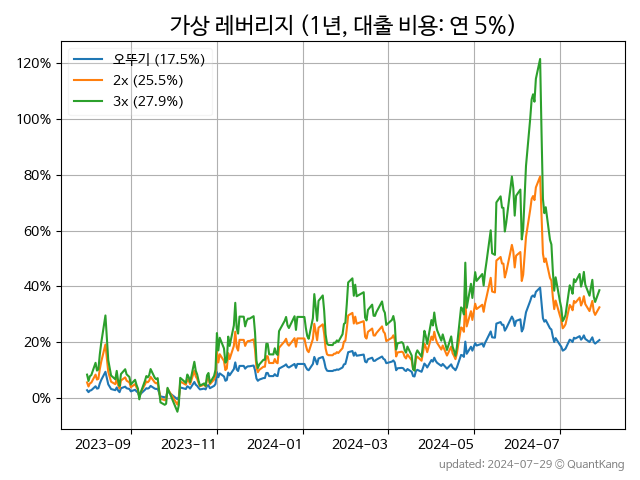 가상 레버리지 (1년, 대출 비용: 연 5%)
오뚜기 (17.5%)
2x (25.5%)
3x (27.9%)
120%
100%
80%
60%
40%
20%
0%
2023-09 2023-11 2024-01 2024-03 2024-05 2024-07
updated: 2024-07-29 © QuantKang